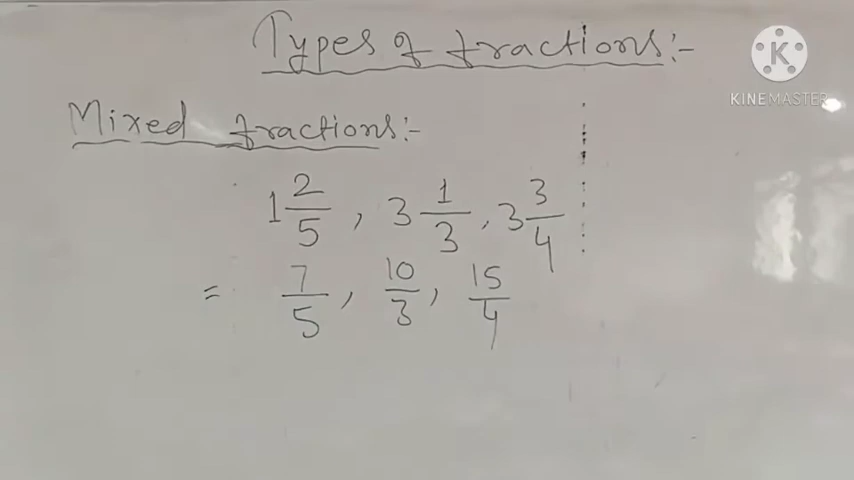 Types of fractions:-
KINEMASTER
Mixed fractions:-
1 2/5, 3 1/3, 3 3/4
= 7/5, 10/3, 15/4